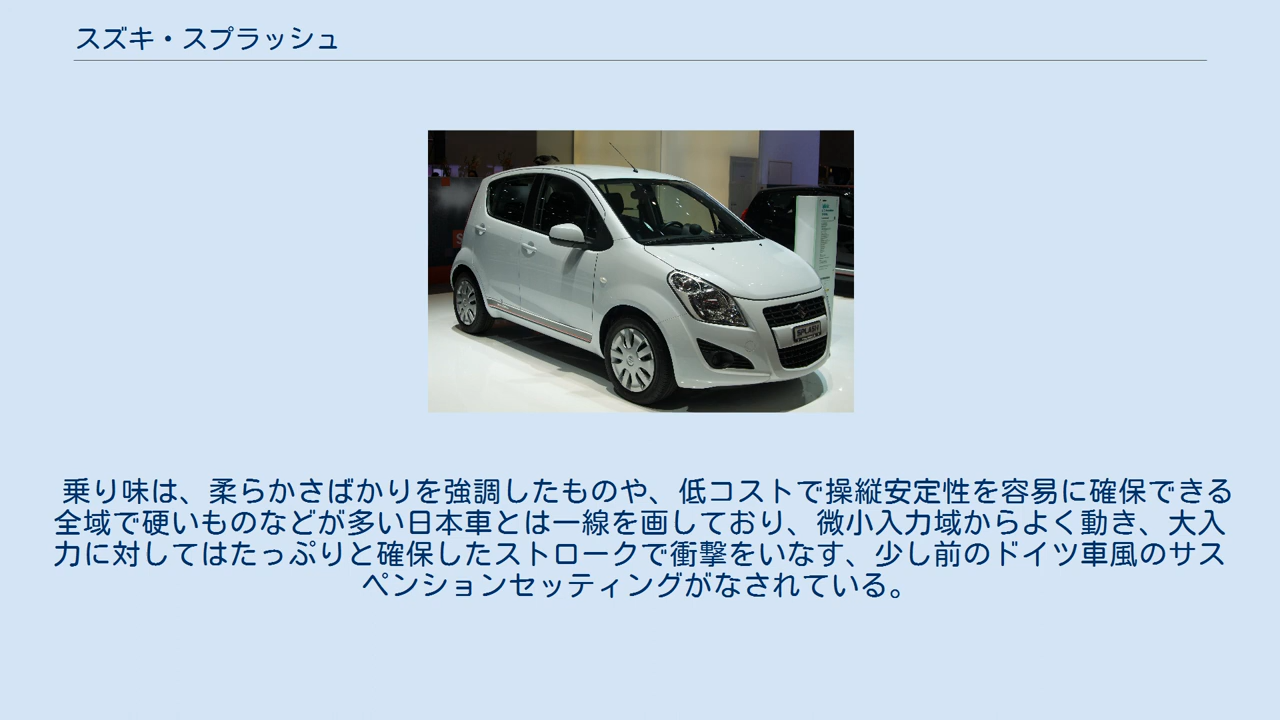 スズキ・スプラッシュ
SPLASH
乗り味は、柔らかさばかりを強調したものや、低コストで操縦安定性を容易に確保できる
全域で硬いものなどが多い日本車とは一線を画しており、微小入力域からよく動き、大入
力に対してはたっぷりと確保したストロークで衝撃をいなす、少し前のドイツ車風のサス
ペンションセッティングがなされている。